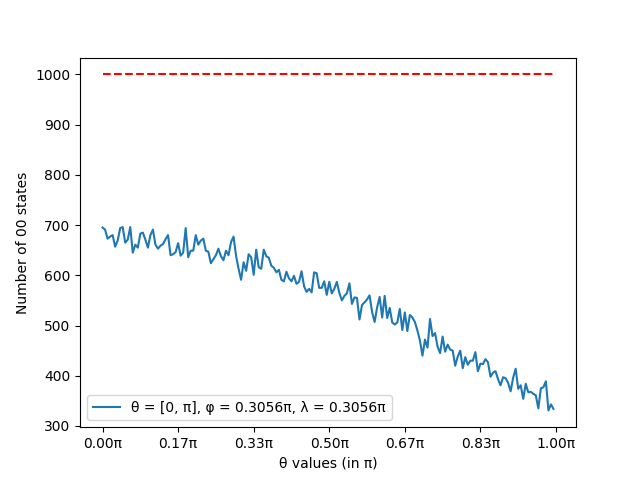 1000
900
800
700
600
500
400
300
Number of 00 states
θ = [0, π], φ = 0.3056π, λ = 0.3056π
0.00π 0.17π 0.33π 0.50π 0.67π 0.83π 1.00π
θ values (in π)